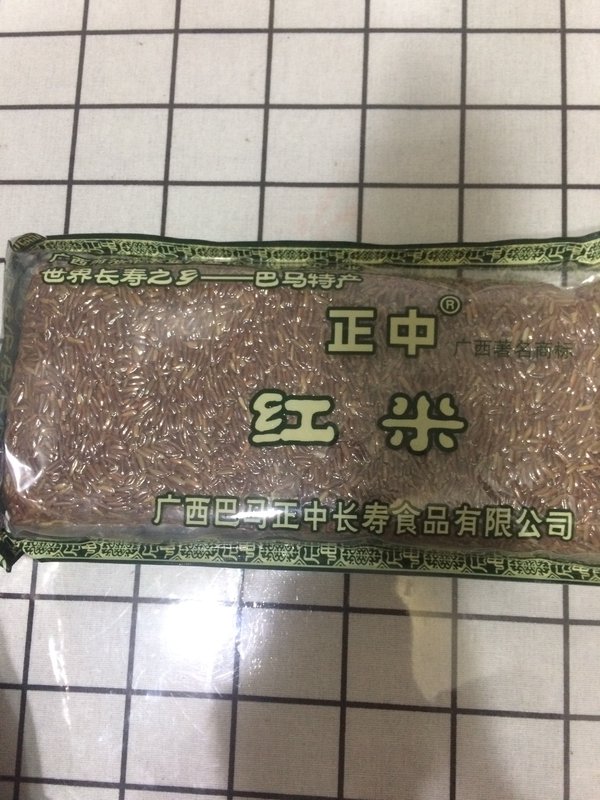 世界长寿之乡——巴马特产
正中®
广西著名商标
红米
广西巴马正中长寿食品有限公司